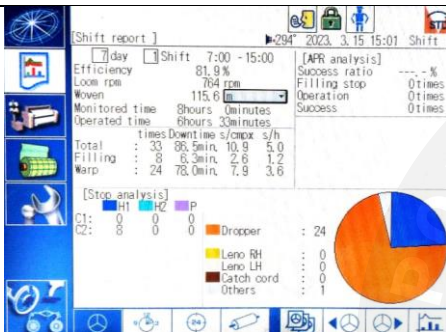 [Shift report ]
294° 2023. 3.15 15:01 Shift
7 day 1 Shift 7:00 -15:00
Efficiency 81.9%
Loom rpm 764 rpm
Woven 115.6 m
Monitored time 8hours 0minutes
Operated time 6hours 33minutes
times Downtime s/cmpx s/h
Total : 33 86.5min. 10.9 5.0
Filling : 8 6.3min. 2.6 1.2
Warp : 24 78.0min. 7.9 3.6
[APR analysis]
Success ratio ---.-%
Filling stop 0times
Operation 0times
Success 0times
[Stop analysis]
H1 H2 P
C1: 0 0 0
C2: 8 0 0
Dropper : 24
Leno RH : 0
Leno LH : 0
Catch cord : 0
Others : 1
24